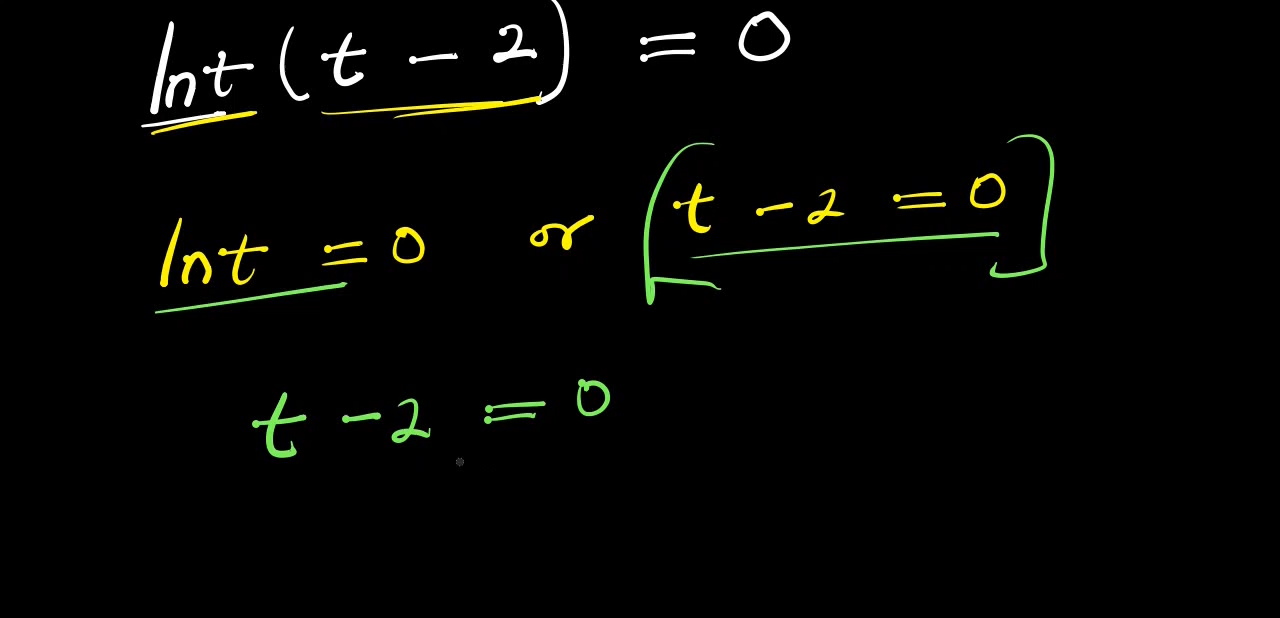 lnt (t - 2) = 0
lnt = 0 or [t - 2 = 0]
t - 2 = 0